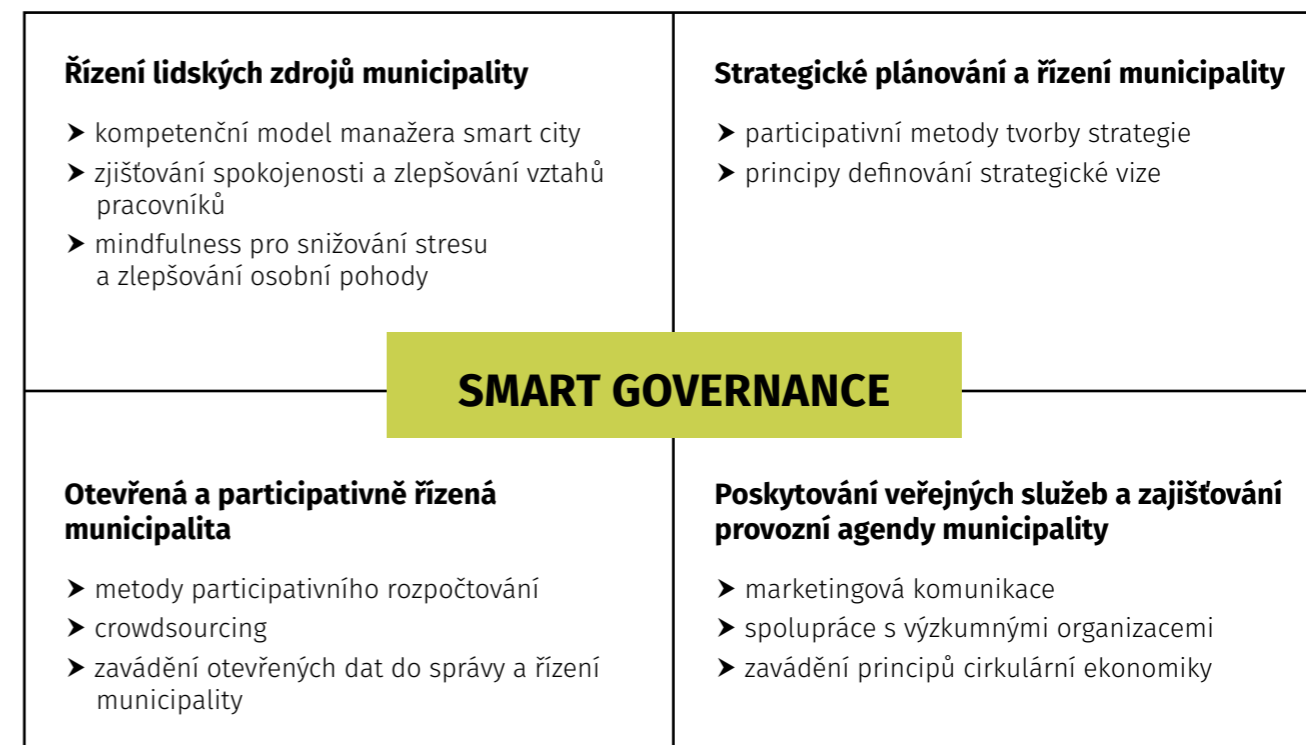 Řízení lidských zdrojů municipality
➤ kompetenční model manažera smart city
➤ zjišťování spokojenosti a zlepšování vztahů
pracovníků
➤ mindfulness pro snižování stresu
a zlepšování osobní pohody
Strategické plánování a řízení municipality
➤ participativní metody tvorby strategie
➤ principy definování strategické vize
SMART GOVERNANCE
Otevřená a participativně řízená
municipalita
➤ metody participativního rozpočtování
➤ crowdsourcing
➤ zavádění otevřených dat do správy a řízení
municipality
Poskytování veřejných služeb a zajišťování
provozní agendy municipality
➤ marketingová komunikace
➤ spolupráce s výzkumnými organizacemi
➤ zavádění principů cirkulární ekonomiky